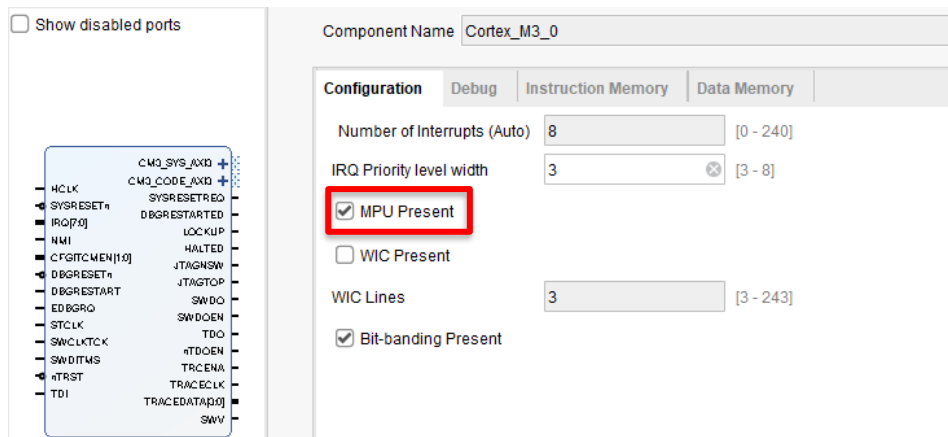 Show disabled ports
CM3_SYS_AXI3
CM3_CODE_AXI3
SYSRESETREQ
DBGRESTARTED
LOCKUP
HALTED
JTAGNSW
JTAGTOP
SWDO
SWDOEN
TDO
nTDOEN
TRCENA
TRACECLK
TRACEDATA[3:0]
SWV
HCLK
SYSRESETn
IRQ[7:0]
NMI
CFGITCMEN[1:0]
DBGRESETn
DBGRESTART
EDBGRQ
STCLK
SWCLKTCK
SWDITMS
nTRST
TDI
Component Name Cortex_M3_0
Configuration Debug Instruction Memory Data Memory
Number of Interrupts (Auto) 8 [0 - 240]
IRQ Priority level width 3 [3 - 8]
MPU Present
WIC Present
WIC Lines 3 [3 - 243]
Bit-banding Present